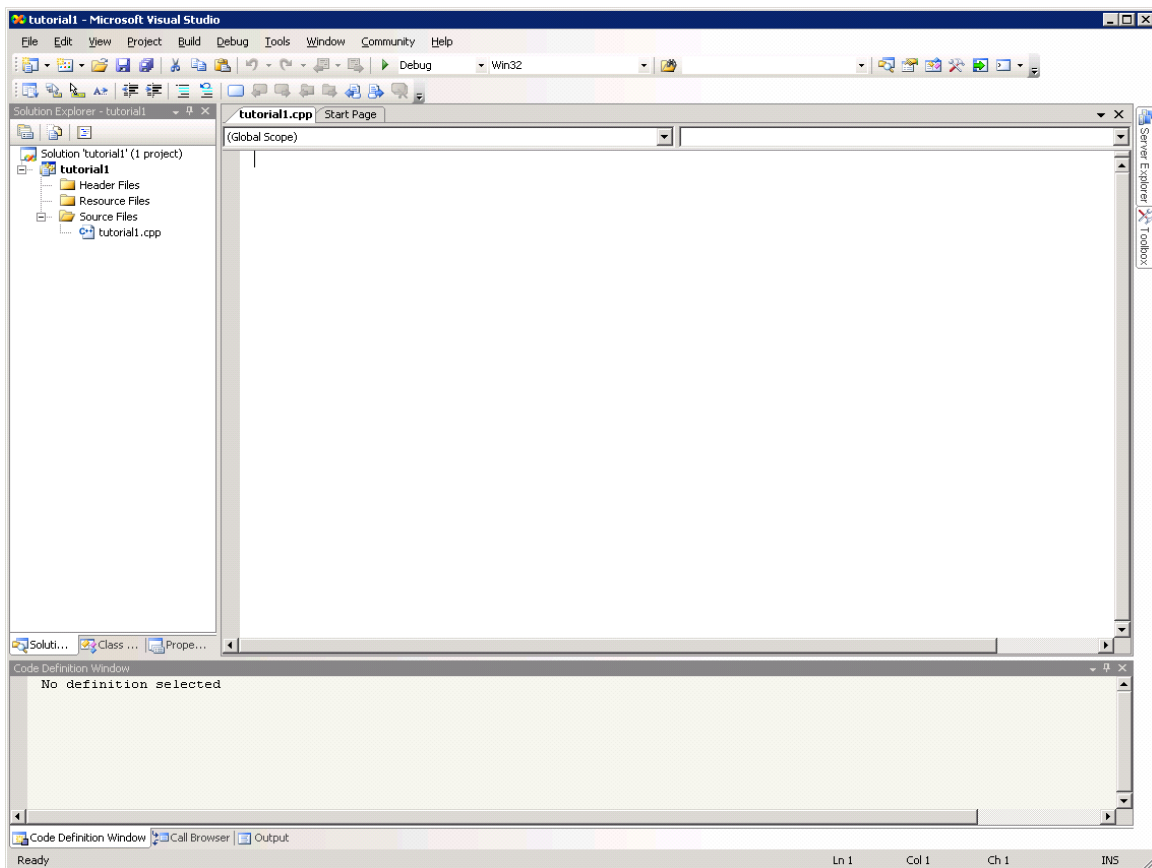 tutorial1 - Microsoft Visual Studio
File Edit View Project Build Debug Tools Window Community Help
Debug Win32
Solution Explorer - tutorial1
tutorial1.cpp Start Page
(Global Scope)
Solution 'tutorial1' (1 project)
tutorial1
Header Files
Resource Files
Source Files
tutorial1.cpp
Server Explorer
Toolbox
Soluti... Class ... Prope...
Code Definition Window
No definition selected
Code Definition Window Call Browser Output
Ready Ln 1 Col 1 Ch 1 INS